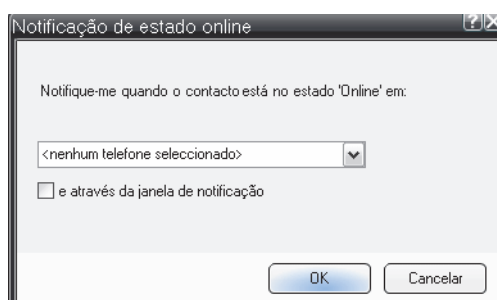 Notificação de estado online
Notifique-me quando o contacto está no estado 'Online' em:
<nenhum telefone seleccionado>
e através da janela de notificação
OK Cancelar